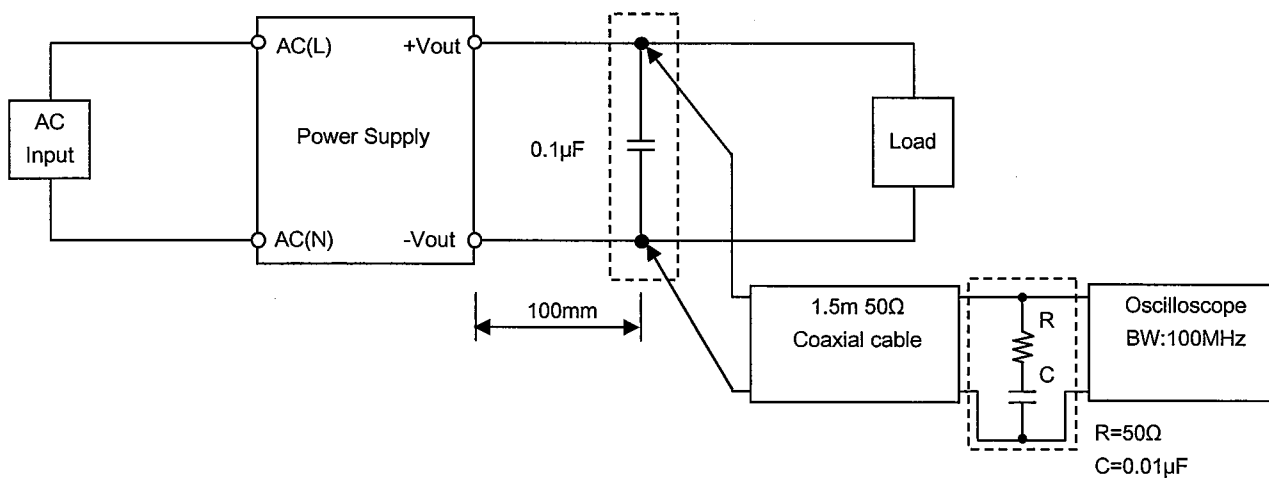 AC(L)
+Vout
AC
Input
Power Supply
0.1µF
Load
AC(N)
-Vout
100mm
1.5m 50Ω
Coaxial cable
R
C
Oscilloscope
BW:100MHz
R=50Ω
C=0.01µF